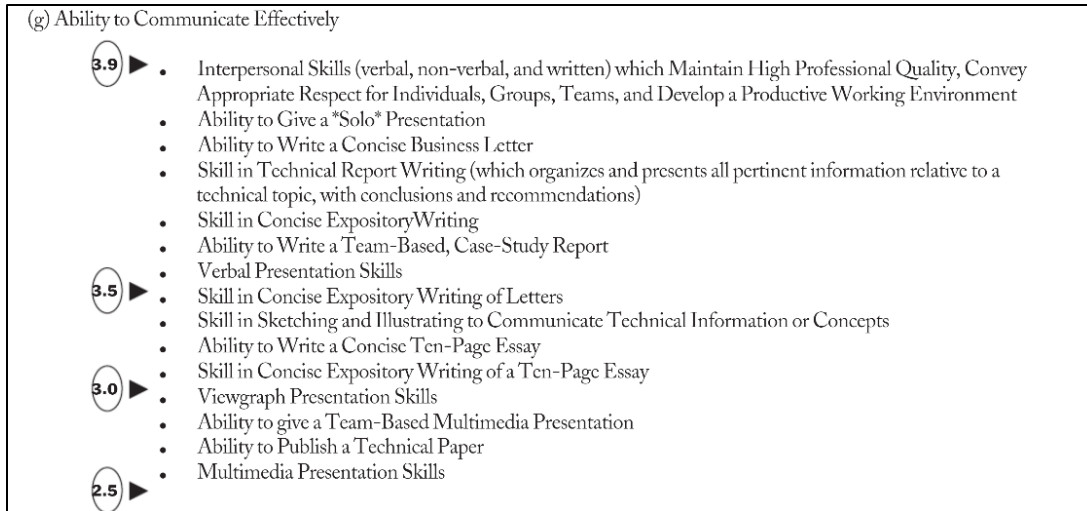 (g) Ability to Communicate Effectively
3.9 ▶ • Interpersonal Skills (verbal, non-verbal, and written) which Maintain High Professional Quality, Convey
Appropriate Respect for Individuals, Groups, Teams, and Develop a Productive Working Environment
• Ability to Give a *Solo* Presentation
• Ability to Write a Concise Business Letter
• Skill in Technical Report Writing (which organizes and presents all pertinent information relative to a
technical topic, with conclusions and recommendations)
• Skill in Concise ExpositoryWriting
• Ability to Write a Team-Based, Case-Study Report
• Verbal Presentation Skills
3.5 ▶ • Skill in Concise Expository Writing of Letters
• Skill in Sketching and Illustrating to Communicate Technical Information or Concepts
• Ability to Write a Concise Ten-Page Essay
• Skill in Concise Expository Writing of a Ten-Page Essay
3.0 ▶ • Viewgraph Presentation Skills
• Ability to give a Team-Based Multimedia Presentation
• Ability to Publish a Technical Paper
• Multimedia Presentation Skills
2.5 ▶